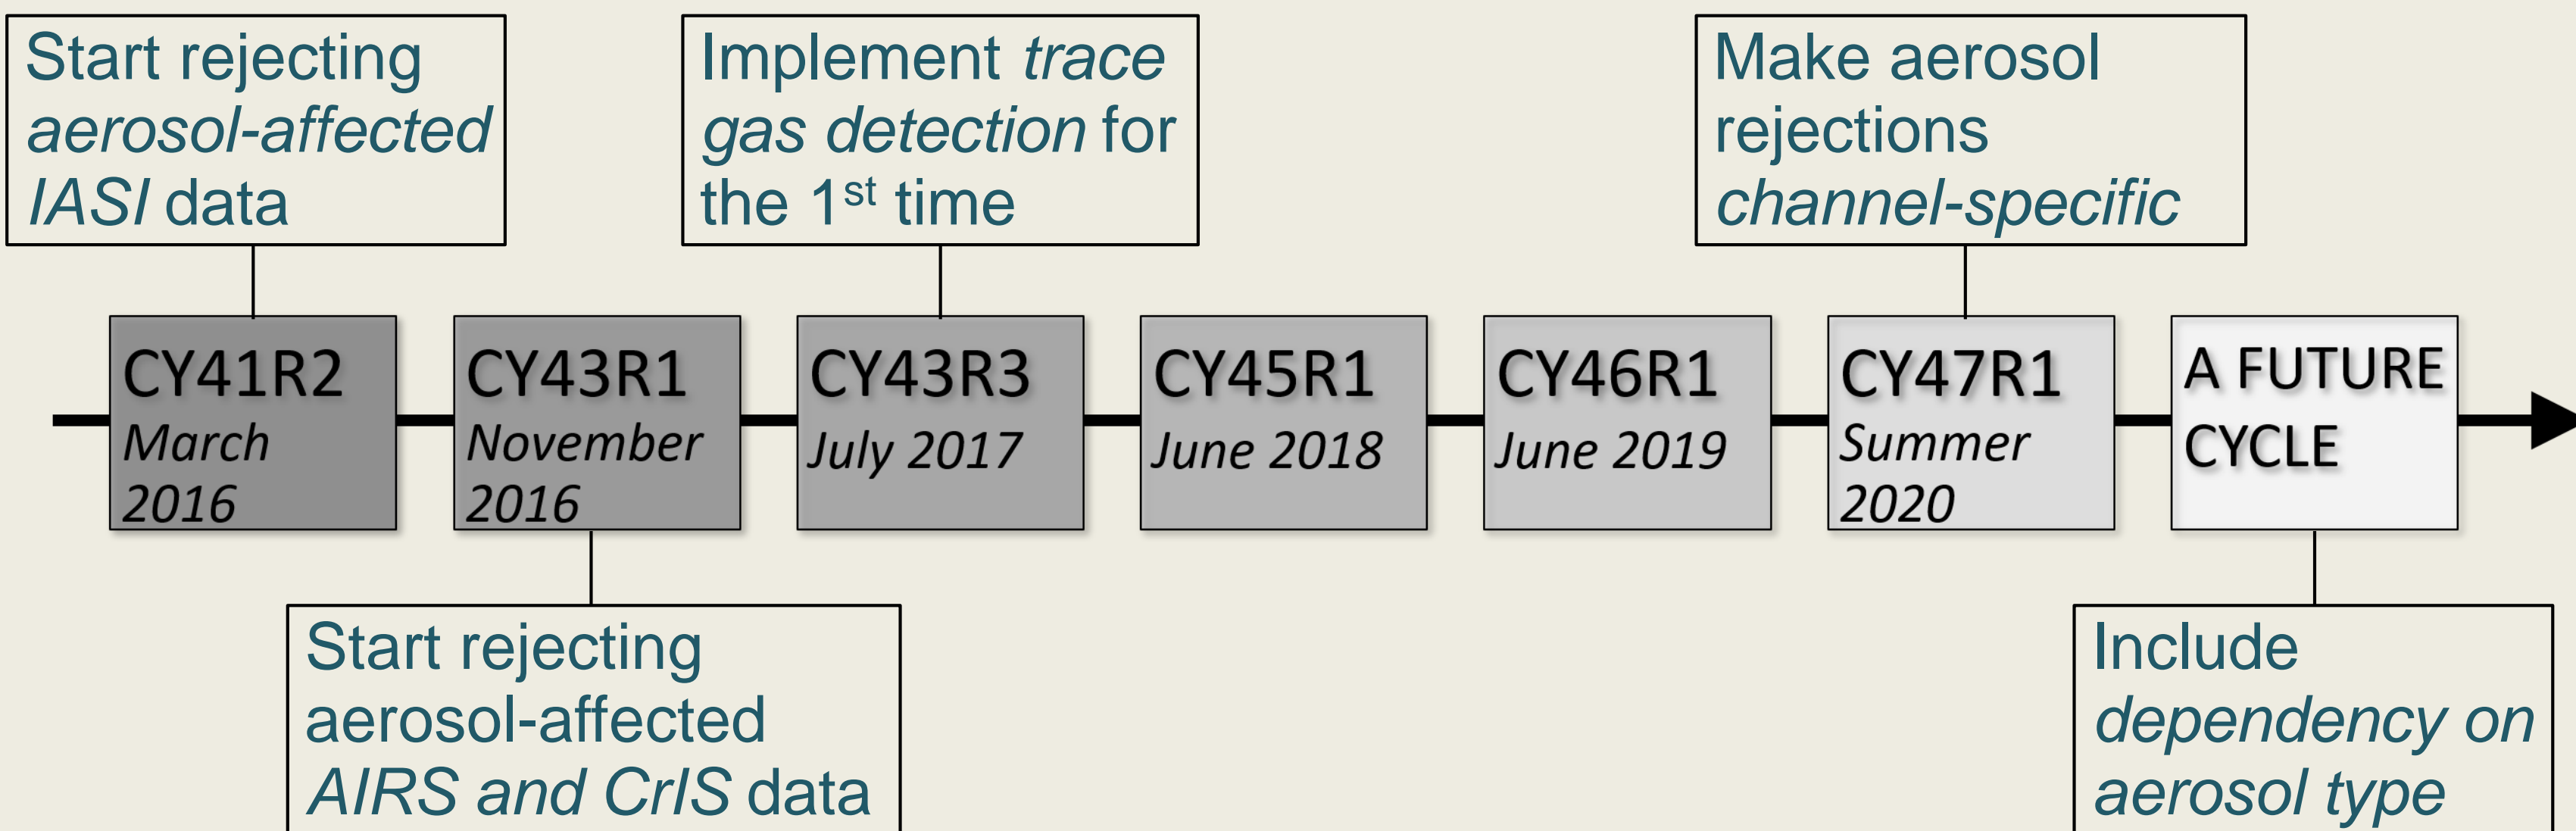 Start rejecting
aerosol-affected
IASI data
Implement trace
gas detection for
the 1st time
Make aerosol
rejections
channel-specific
CY41R2
March
2016
CY43R1
November
2016
CY43R3
July 2017
CY45R1
June 2018
CY46R1
June 2019
CY47R1
Summer
2020
A FUTURE
CYCLE
Start rejecting
aerosol-affected
AIRS and CrIS data
Include
dependency on
aerosol type